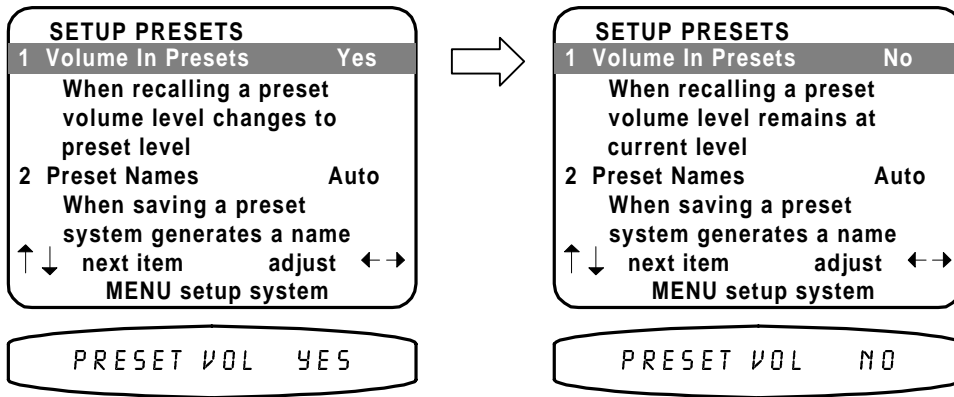 SETUP PRESETS
1 Volume In Presets Yes
When recalling a preset
volume level changes to
preset level
2 Preset Names Auto
When saving a preset
system generates a name
↑↓ next item adjust ←→
MENU setup system
PRESET VOL YES
SETUP PRESETS
1 Volume In Presets No
When recalling a preset
volume level remains at
current level
2 Preset Names Auto
When saving a preset
system generates a name
↑↓ next item adjust ←→
MENU setup system
PRESET VOL NO